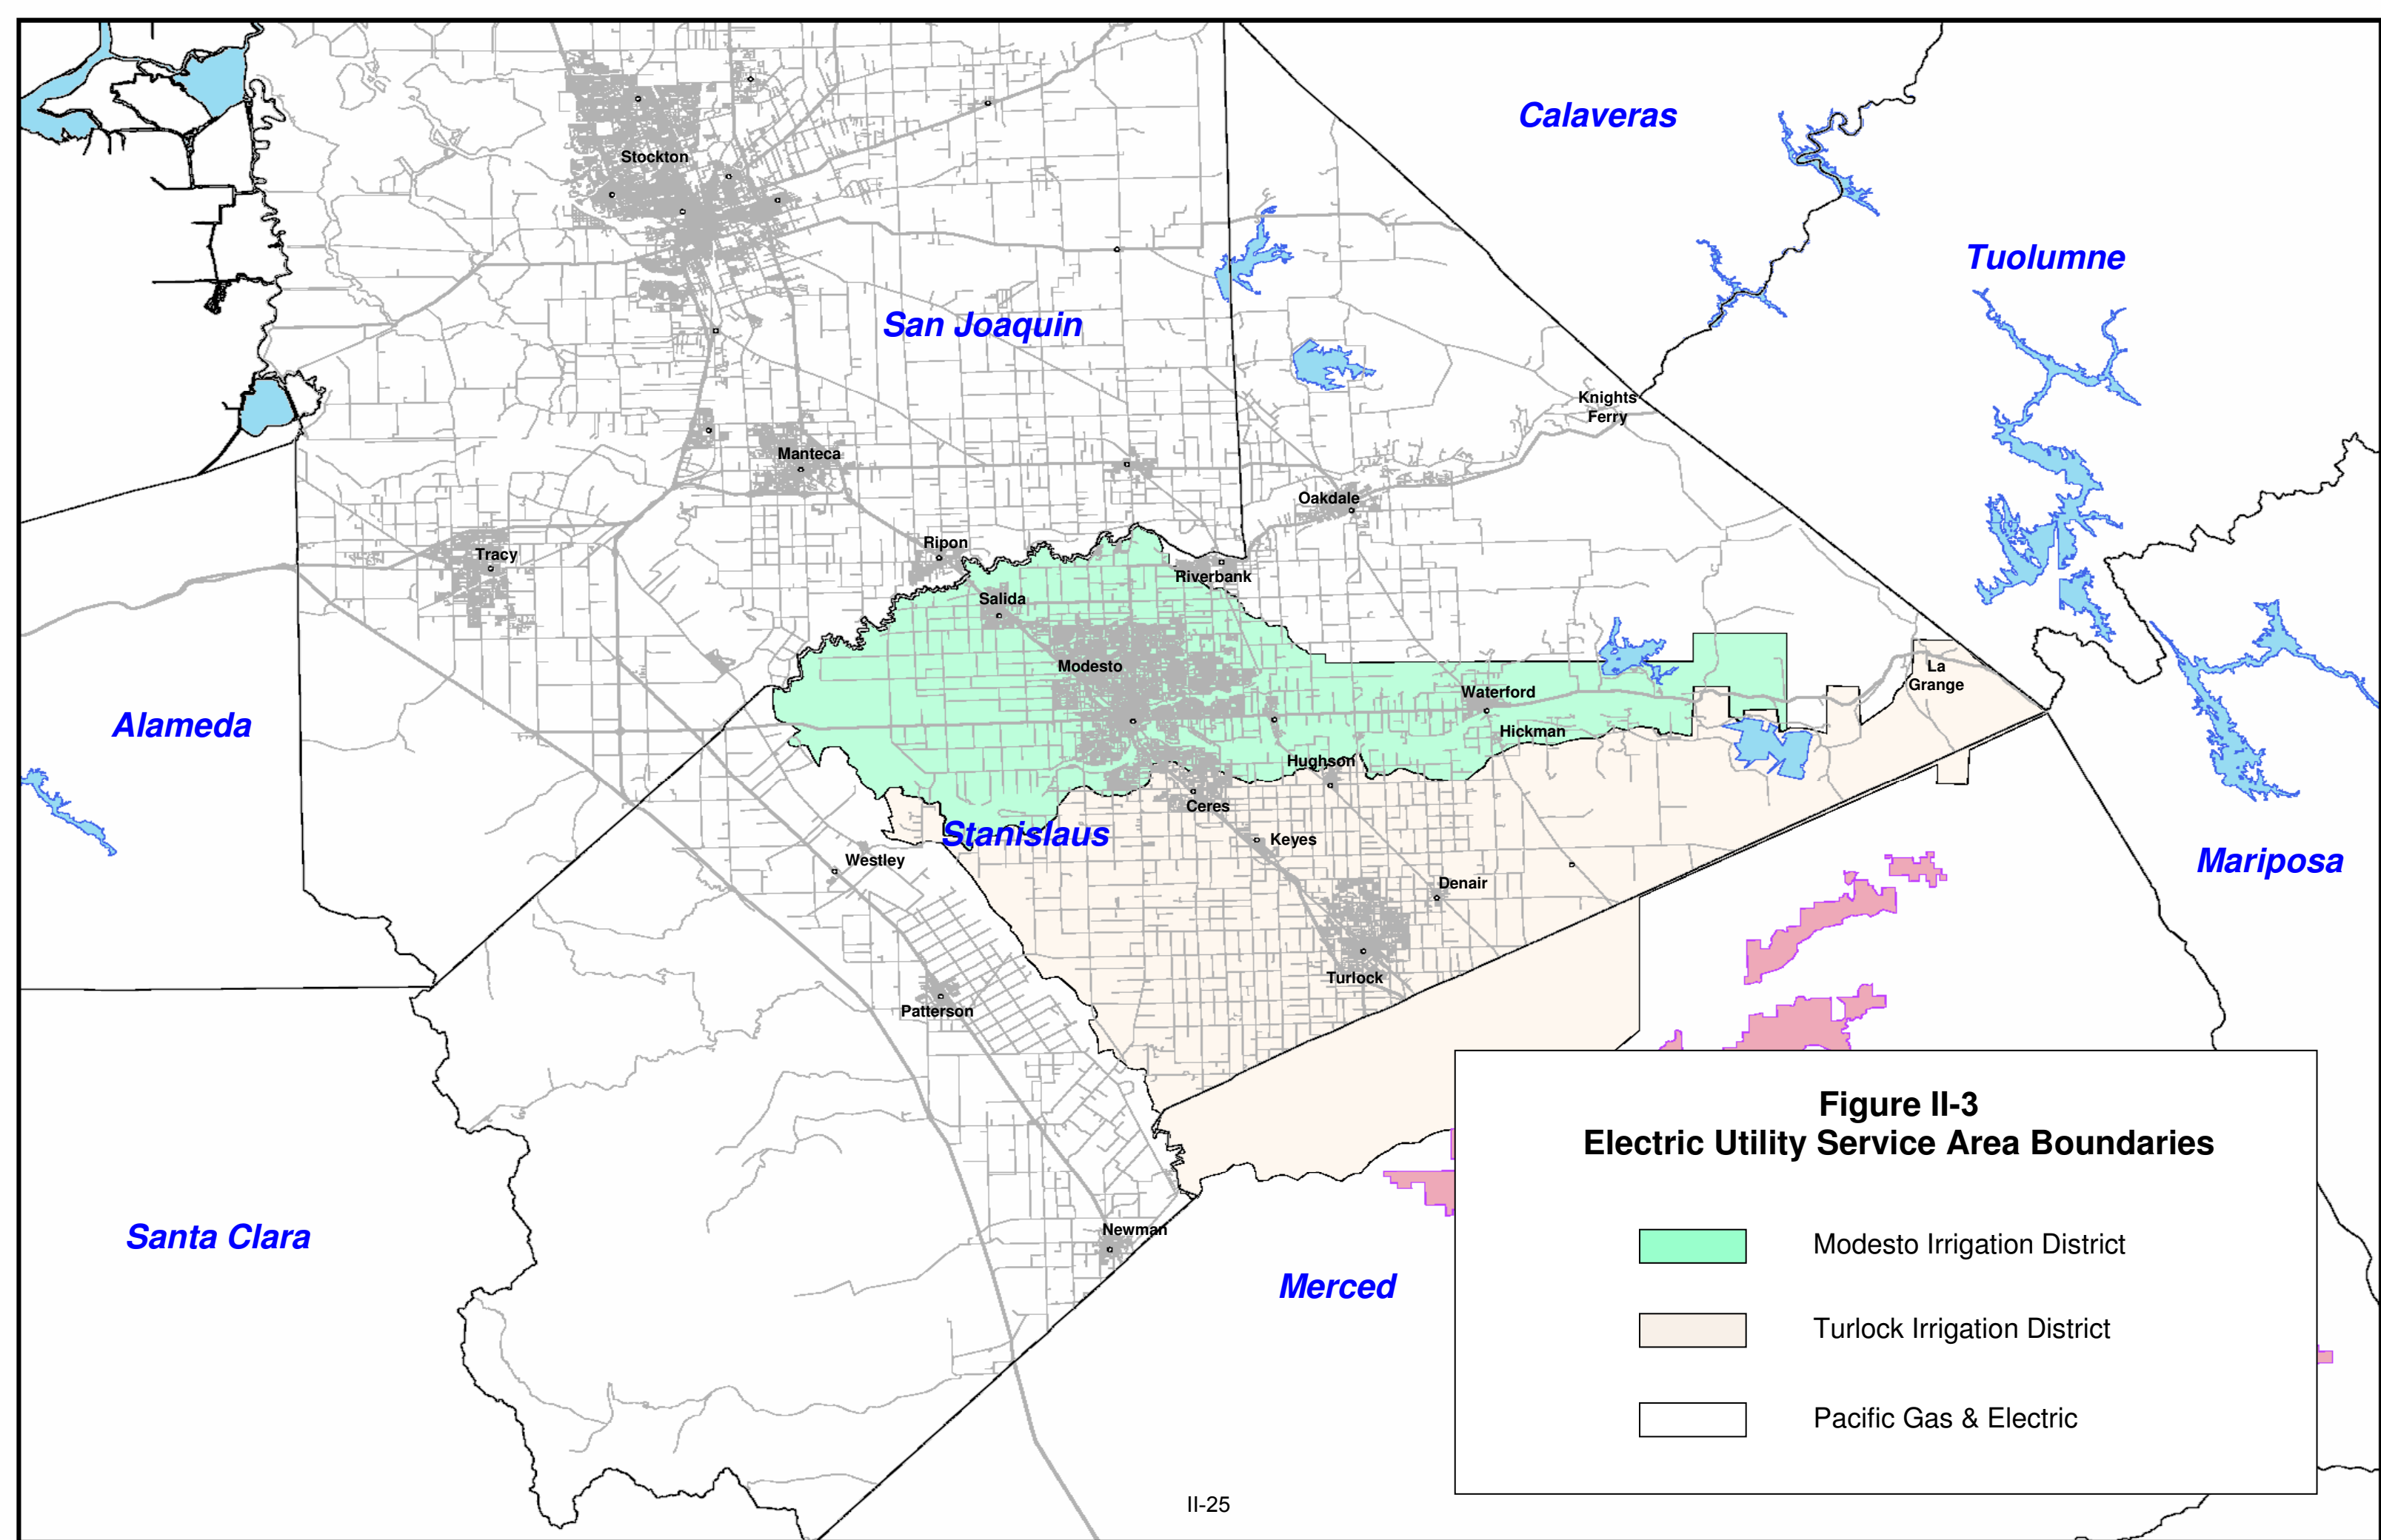 Calaveras
Stockton
Tuolumne
San Joaquin
Knights
Ferry
Manteca
Oakdale
Ripon
Tracy
Riverbank
Salida
Modesto
La
Grange
Waterford
Alameda
Hickman
Hughson
Ceres
Stanislaus
Keyes
Westley
Mariposa
Denair
Turlock
Patterson
Figure II-3
Electric Utility Service Area Boundaries
Newman
Santa Clara
Modesto Irrigation District
Merced
Turlock Irrigation District
Pacific Gas & Electric
II-25